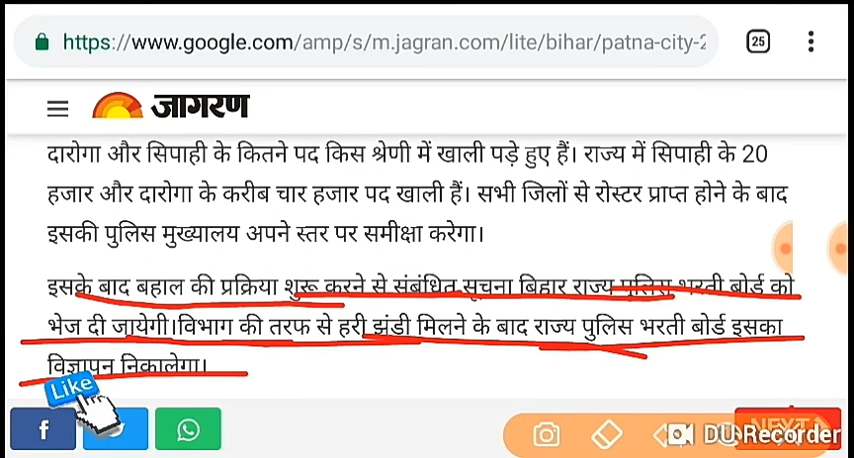 https://www.google.com/amp/s/m.jagran.com/lite/bihar/patna-city-2
25
जागरण
दारोगा और सिपाही के कितने पद किस श्रेणी में खाली पड़े हुए हैं। राज्य में सिपाही के 20
हजार और दारोगा के करीब चार हजार पद खाली हैं। सभी जिलों से रोस्टर प्राप्त होने के बाद
इसकी पुलिस मुख्यालय अपने स्तर पर समीक्षा करेगा।
इसके बाद बहाल की प्रक्रिया शुरू करने से संबंधित सूचना बिहार राज्य पुलिस भरती बोर्ड को
भेज दी जायेगी।विभाग की तरफ से हरी झंडी मिलने के बाद राज्य पुलिस भरती बोर्ड इसका
विज्ञापन निकालेगा।
Like
f
NEXT
DU Recorder